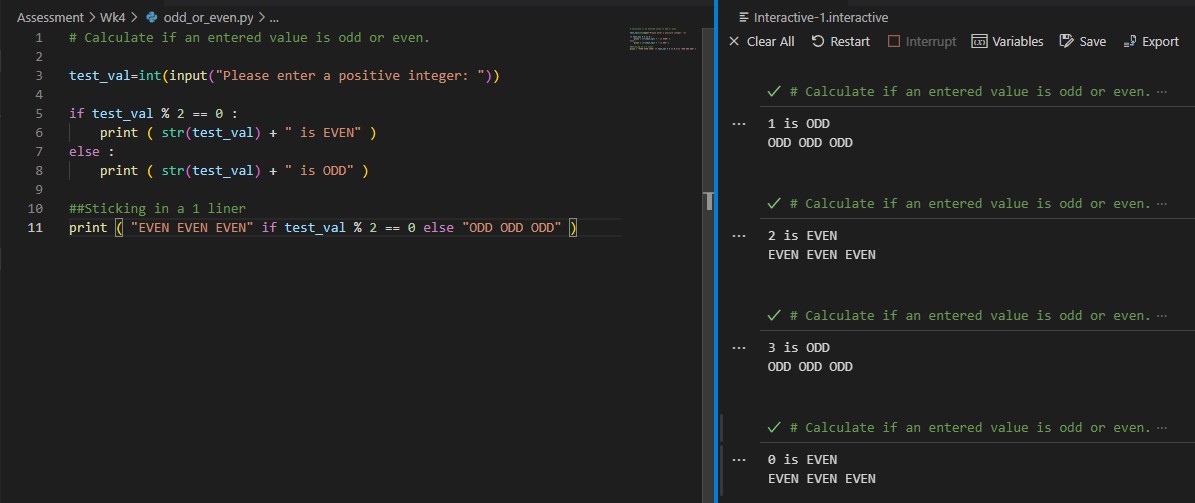 Assessment > Wk4 > odd_or_even.py > ...
1 # Calculate if an entered value is odd or even.
2
3 test_val=int(input("Please enter a positive integer: "))
4
5 if test_val % 2 == 0 :
6     print ( str(test_val) + " is EVEN" )
7 else :
8     print ( str(test_val) + " is ODD" )
9
10 ##Sticking in a 1 liner
11 print ( "EVEN EVEN EVEN" if test_val % 2 == 0 else "ODD ODD ODD" )
Interactive-1.interactive
Clear All Restart Interrupt Variables Save Export
# Calculate if an entered value is odd or even. ...
... 1 is ODD
ODD ODD ODD
# Calculate if an entered value is odd or even. ...
... 2 is EVEN
EVEN EVEN EVEN
# Calculate if an entered value is odd or even. ...
... 3 is ODD
ODD ODD ODD
# Calculate if an entered value is odd or even. ...
... 0 is EVEN
EVEN EVEN EVEN